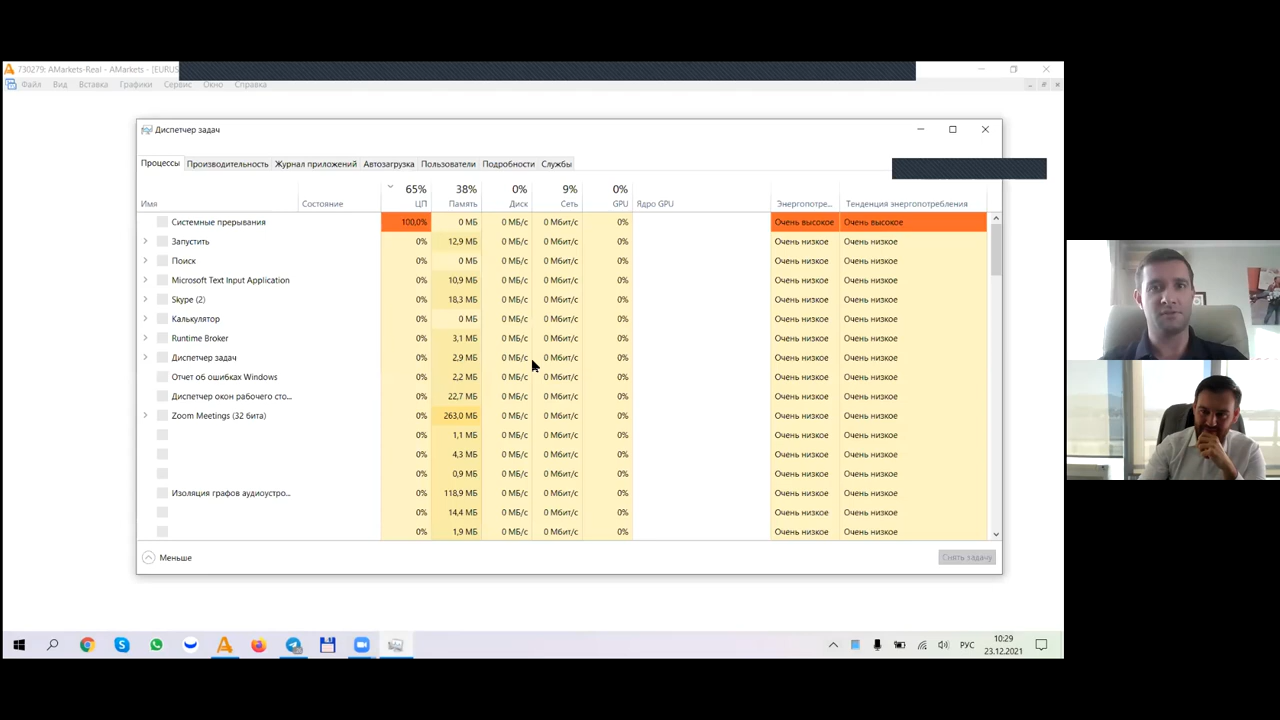 730279: AMarkets-Real - AMarkets - [EURUS
Файл Вид Вставка Графики Сервис Окно Справка
Диспетчер задач
Процессы Производительность Журнал приложений Автозагрузка Пользователи Подробности Службы
65% 38% 0% 9% 0%
Имя Состояние ЦП Память Диск Сеть GPU Ядро GPU Энергопотре... Тенденция энергопотребления
Системные прерывания 100,0% 0 МБ 0 МБ/с 0 Мбит/с 0% Очень высокое Очень высокое
Запустить 0% 12,9 МБ 0 МБ/с 0 Мбит/с 0% Очень низкое Очень низкое
Поиск 0% 0 МБ 0 МБ/с 0 Мбит/с 0% Очень низкое Очень низкое
Microsoft Text Input Application 0% 10,9 МБ 0 МБ/с 0 Мбит/с 0% Очень низкое Очень низкое
Skype (2) 0% 18,3 МБ 0 МБ/с 0 Мбит/с 0% Очень низкое Очень низкое
Калькулятор 0% 0 МБ 0 МБ/с 0 Мбит/с 0% Очень низкое Очень низкое
Runtime Broker 0% 3,1 МБ 0 МБ/с 0 Мбит/с 0% Очень низкое Очень низкое
Диспетчер задач 0% 2,9 МБ 0 МБ/с 0 Мбит/с 0% Очень низкое Очень низкое
Отчет об ошибках Windows 0% 2,2 МБ 0 МБ/с 0 Мбит/с 0% Очень низкое Очень низкое
Диспетчер окон рабочего сто... 0% 22,7 МБ 0 МБ/с 0 Мбит/с 0% Очень низкое Очень низкое
Zoom Meetings (32 бита) 0% 263,0 МБ 0 МБ/с 0 Мбит/с 0% Очень низкое Очень низкое
0% 1,1 МБ 0 МБ/с 0 Мбит/с 0% Очень низкое Очень низкое
0% 4,3 МБ 0 МБ/с 0 Мбит/с 0% Очень низкое Очень низкое
0% 0,9 МБ 0 МБ/с 0 Мбит/с 0% Очень низкое Очень низкое
Изоляция графов аудиоустро... 0% 118,9 МБ 0 МБ/с 0 Мбит/с 0% Очень низкое Очень низкое
0% 14,4 МБ 0 МБ/с 0 Мбит/с 0% Очень низкое Очень низкое
0% 1,9 МБ 0 МБ/с 0 Мбит/с 0% Очень низкое Очень низкое
Меньше Снять задачу
РУС 10:29
23.12.2021